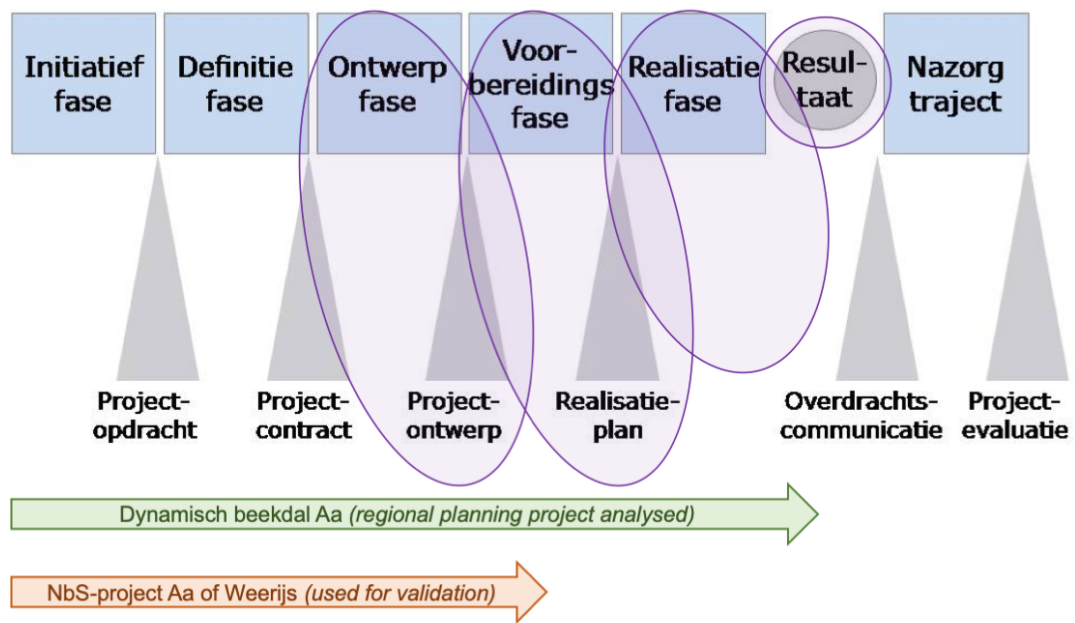 Initiatief
fase
Definitie
fase
Ontwerp
fase
Voor-
bereidings
fase
Realisatie
fase
Resul-
taat
Nazorg
traject
Project-
opdracht
Project-
contract
Project-
ontwerp
Realisatie-
plan
Overdrachts-
communicatie
Project-
evaluatie
Dynamisch beekdal Aa (regional planning project analysed)
NbS-project Aa of Weerijs (used for validation)